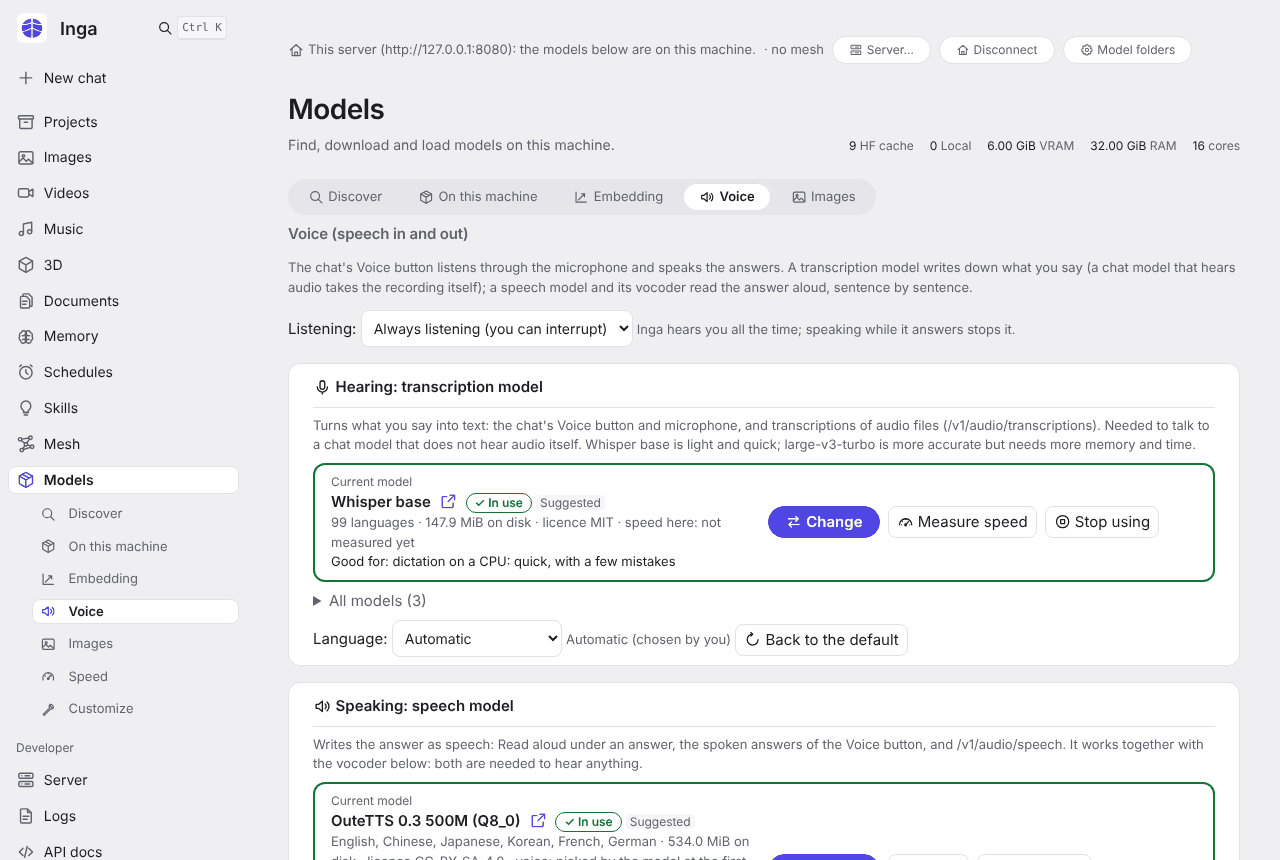 Inga
Ctrl K
New chat
Projects
Images
Videos
Music
3D
Documents
Memory
Schedules
Skills
Mesh
Models
Discover
On this machine
Embedding
Voice
Images
Speed
Customize
Developer
Server
Logs
API docs
This server (http://127.0.0.1:8080): the models below are on this machine. · no mesh
Server...
Disconnect
Model folders
Models
Find, download and load models on this machine.
9 HF cache 0 Local 6.00 GiB VRAM 32.00 GiB RAM 16 cores
Discover
On this machine
Embedding
Voice
Images
Voice (speech in and out)
The chat's Voice button listens through the microphone and speaks the answers. A transcription model writes down what you say (a chat model that hears
audio takes the recording itself); a speech model and its vocoder read the answer aloud, sentence by sentence.
Listening: Always listening (you can interrupt) Inga hears you all the time; speaking while it answers stops it.
Hearing: transcription model
Turns what you say into text: the chat's Voice button and microphone, and transcriptions of audio files (/v1/audio/transcriptions). Needed to talk to
a chat model that does not hear audio itself. Whisper base is light and quick; large-v3-turbo is more accurate but needs more memory and time.
Current model
Whisper base ✓ In use Suggested
99 languages · 147.9 MiB on disk · licence MIT · speed here: not
measured yet
Good for: dictation on a CPU: quick, with a few mistakes
Change
Measure speed
Stop using
All models (3)
Language: Automatic Automatic (chosen by you) Back to the default
Speaking: speech model
Writes the answer as speech: Read aloud under an answer, the spoken answers of the Voice button, and /v1/audio/speech. It works together with
the vocoder below: both are needed to hear anything.
Current model
OuteTTS 0.3 500M (Q8_0) ✓ In use Suggested
English, Chinese, Japanese, Korean, French, German · 534.0 MiB on